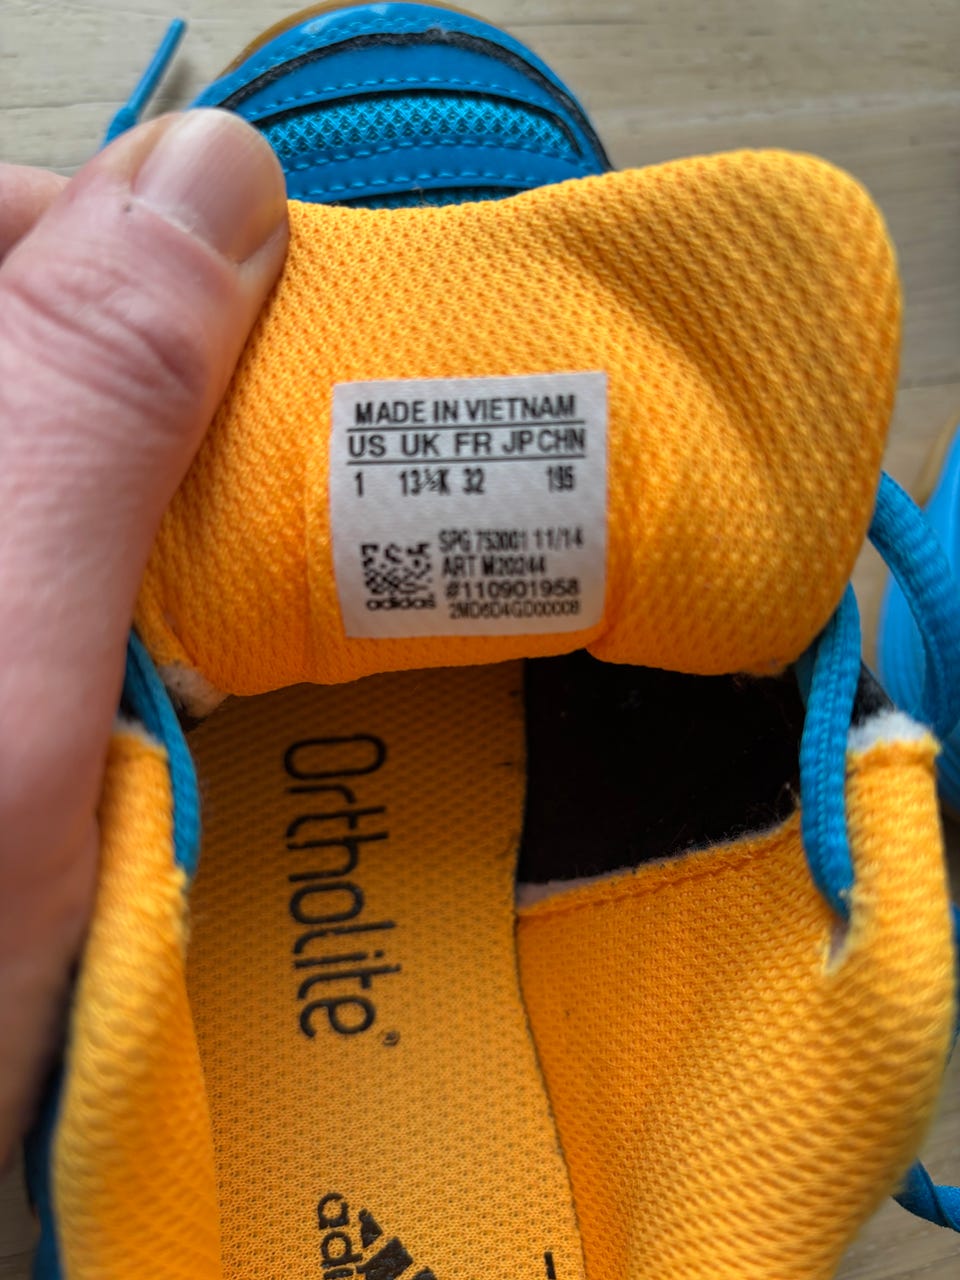 MADE IN VIETNAM
US UK FR JP CHN
1 13½K 32 195
SPG 753001 11/14
ART M20244
#110901958
2MD6D4GD00008
adidas
Ortholite®
adi